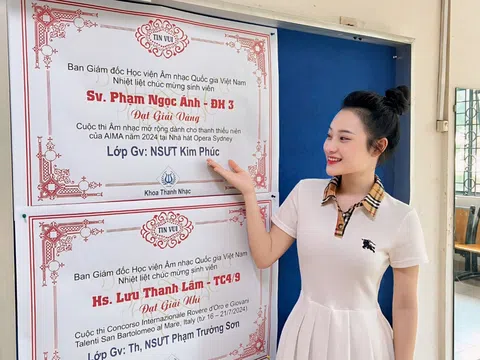 TIN VUI
Ban Giám đốc Học viện Âm nhạc Quốc gia Việt Nam
Nhiệt liệt chúc mừng sinh viên
Sv. Phạm Ngọc Ánh - ĐH 3
Đạt Giải Vàng
Cuộc thi Âm nhạc mở rộng dành cho thanh thiếu niên
của AIMA năm 2024 tại Nhà hát Opera Sydney
Lớp Gv: NSƯT Kim Phúc
Khoa Thanh Nhạc
TIN VUI
Ban Giám đốc Học viện Âm nhạc Quốc gia Việt Nam
Nhiệt liệt chúc mừng sinh viên
Hs. Lưu Thanh Lâm - TC4/9
Đạt Giải Nhì
Cuộc thi Concorso Internazionale Rovere d'Oro e Giovani
Talenti San Bartolomeo al Mare, Italy (từ 16 - 21/7/2024)
Lớp Gv: Th, NSƯT Phạm Trường Sơn